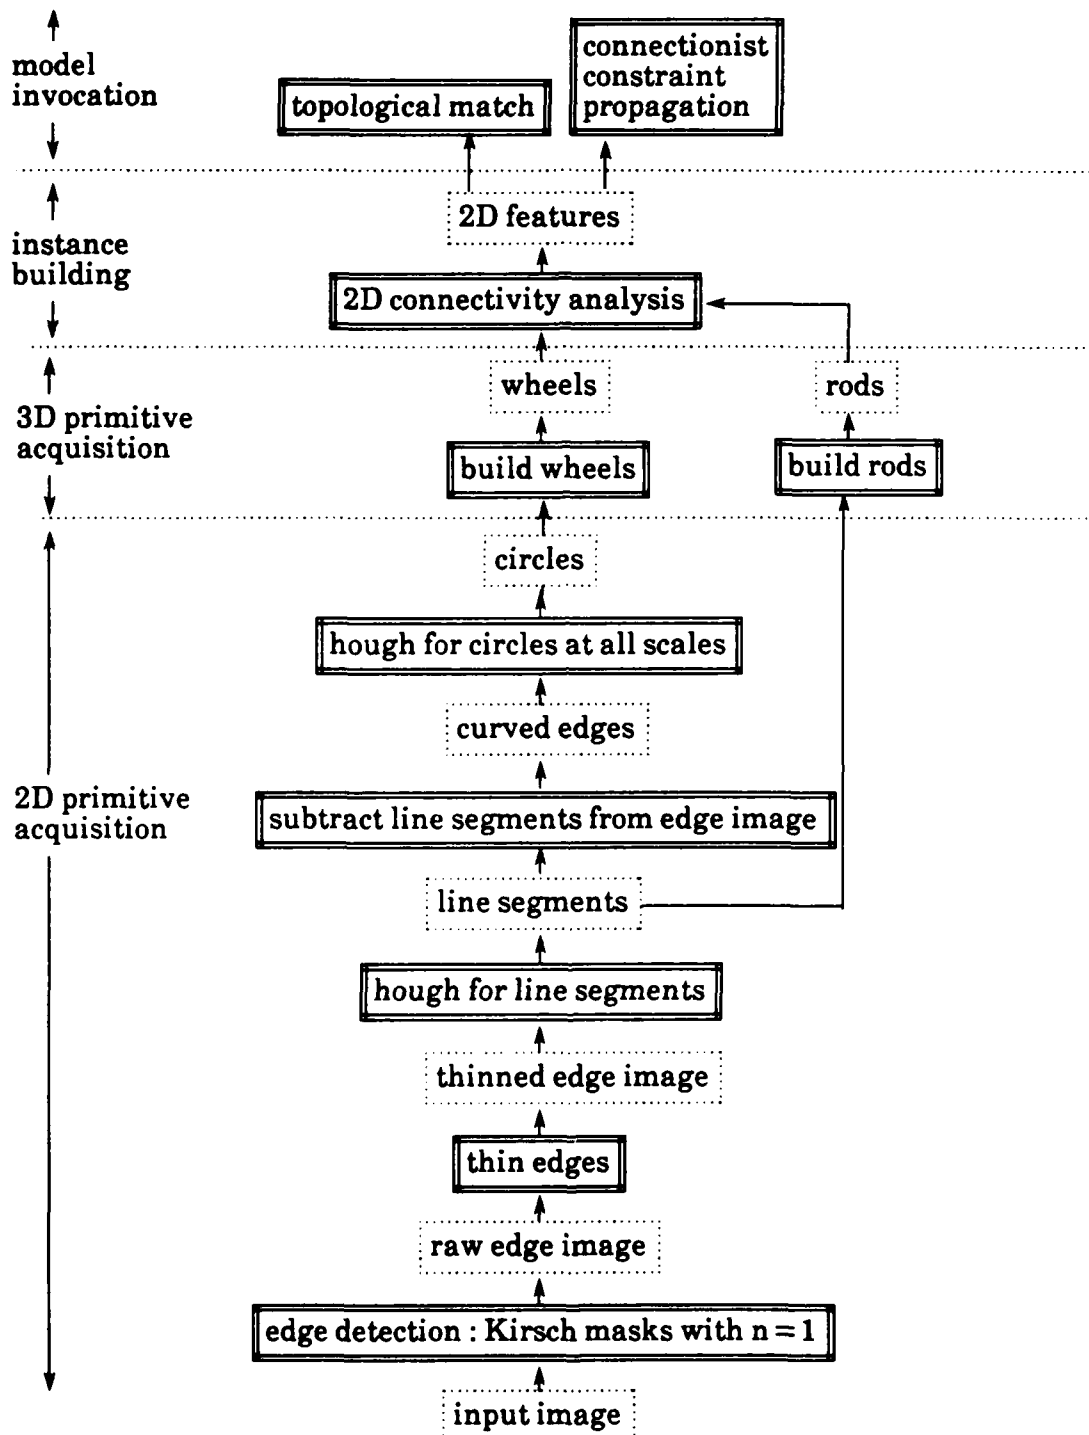 model
invocation
topological match
connectionist
constraint
propagation
instance
building
2D features
2D connectivity analysis
3D primitive
acquisition
wheels
rods
build wheels
build rods
2D primitive
acquisition
circles
hough for circles at all scales
curved edges
subtract line segments from edge image
line segments
hough for line segments
thinned edge image
thin edges
raw edge image
edge detection : Kirsch masks with n = 1
input image